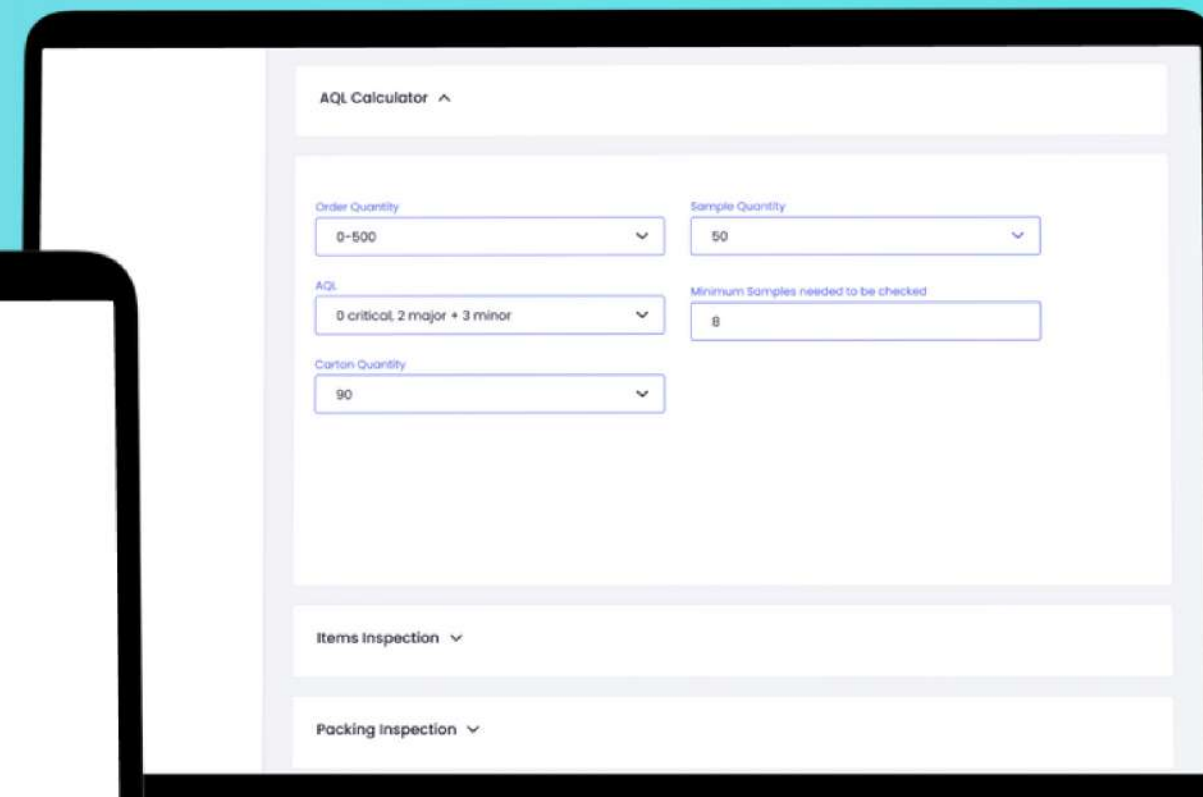 AQL Calculator
Order Quantity
0-500
Sample Quantity
50
AQL
0 critical, 2 major + 3 minor
Minimum Samples needed to be checked
8
Carton Quantity
90
Items Inspection
Packing Inspection